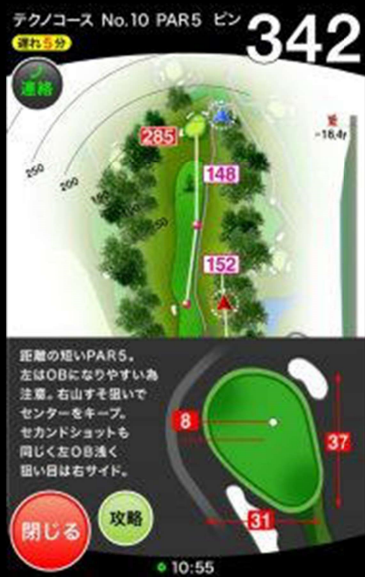 テクノコース No.10 PAR5 ピン 342
遅れ5分
連絡
285
148
-18.4y
250
200
150
152
距離の短いPAR5。
左はOBになりやすい為
注意。右山すそ狙いで
センターをキープ。
セカンドショットも
同じく左OB浅く
狙い目は右サイド。
8
37
31
閉じる
攻略
10:55